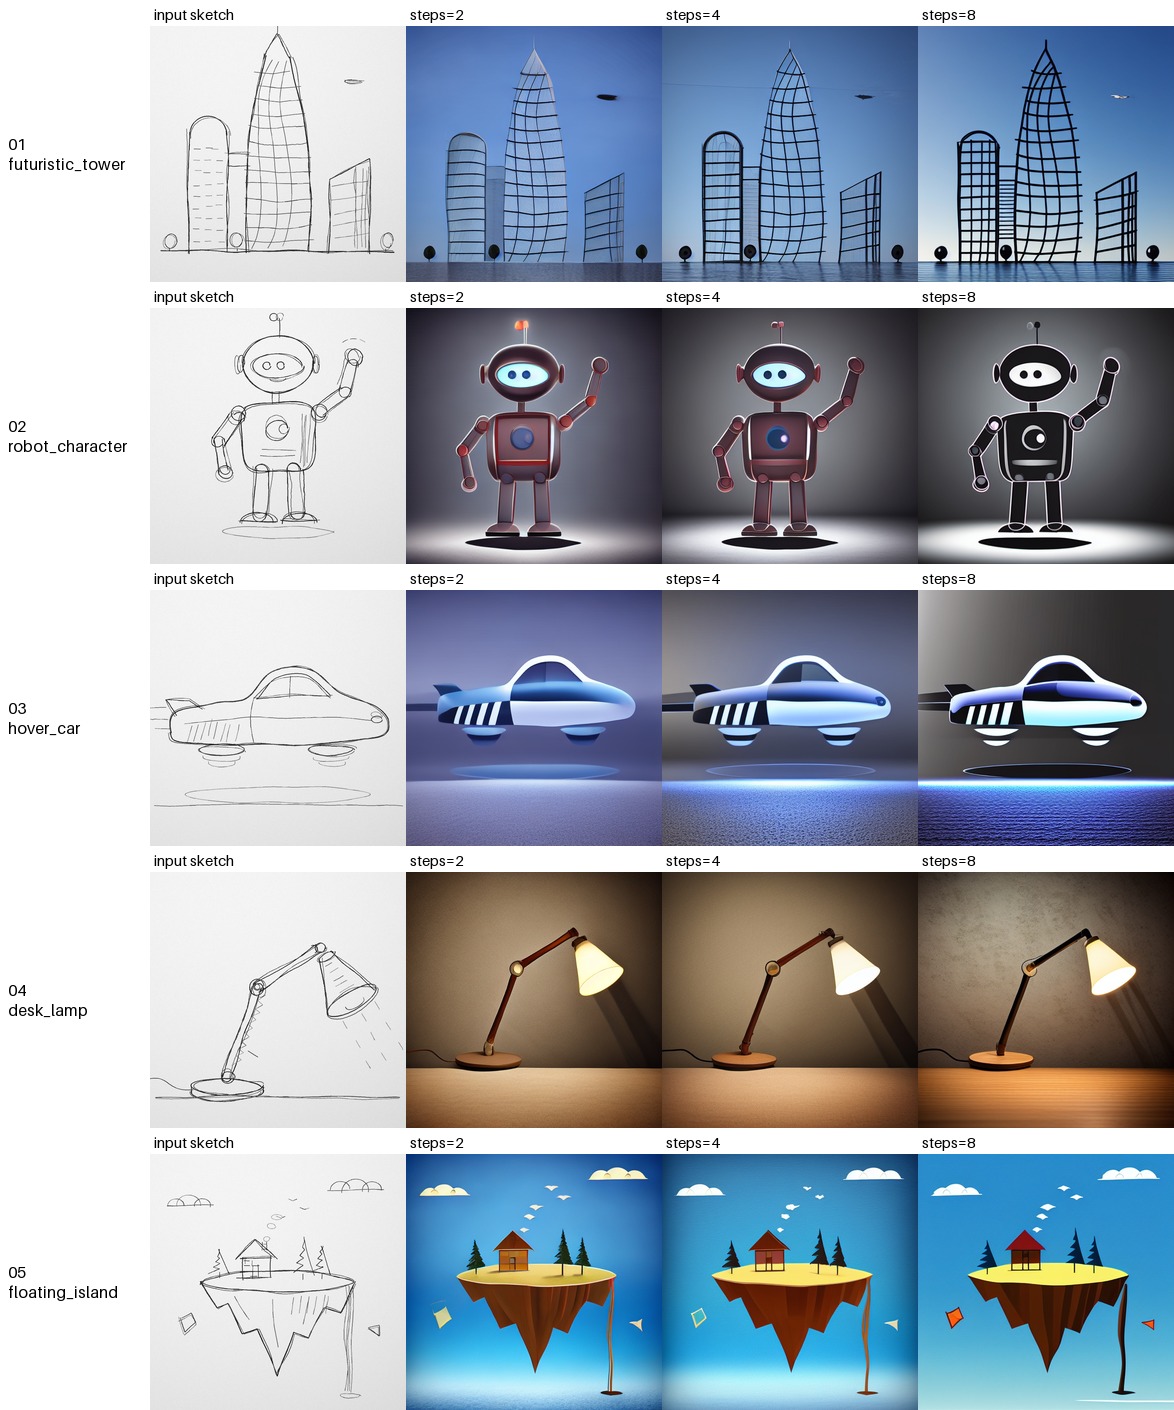 input sketch
steps=2
steps=4
steps=8
01
futuristic_tower
input sketch
steps=2
steps=4
steps=8
02
robot_character
input sketch
steps=2
steps=4
steps=8
03
hover_car
input sketch
steps=2
steps=4
steps=8
04
desk_lamp
input sketch
steps=2
steps=4
steps=8
05
floating_island